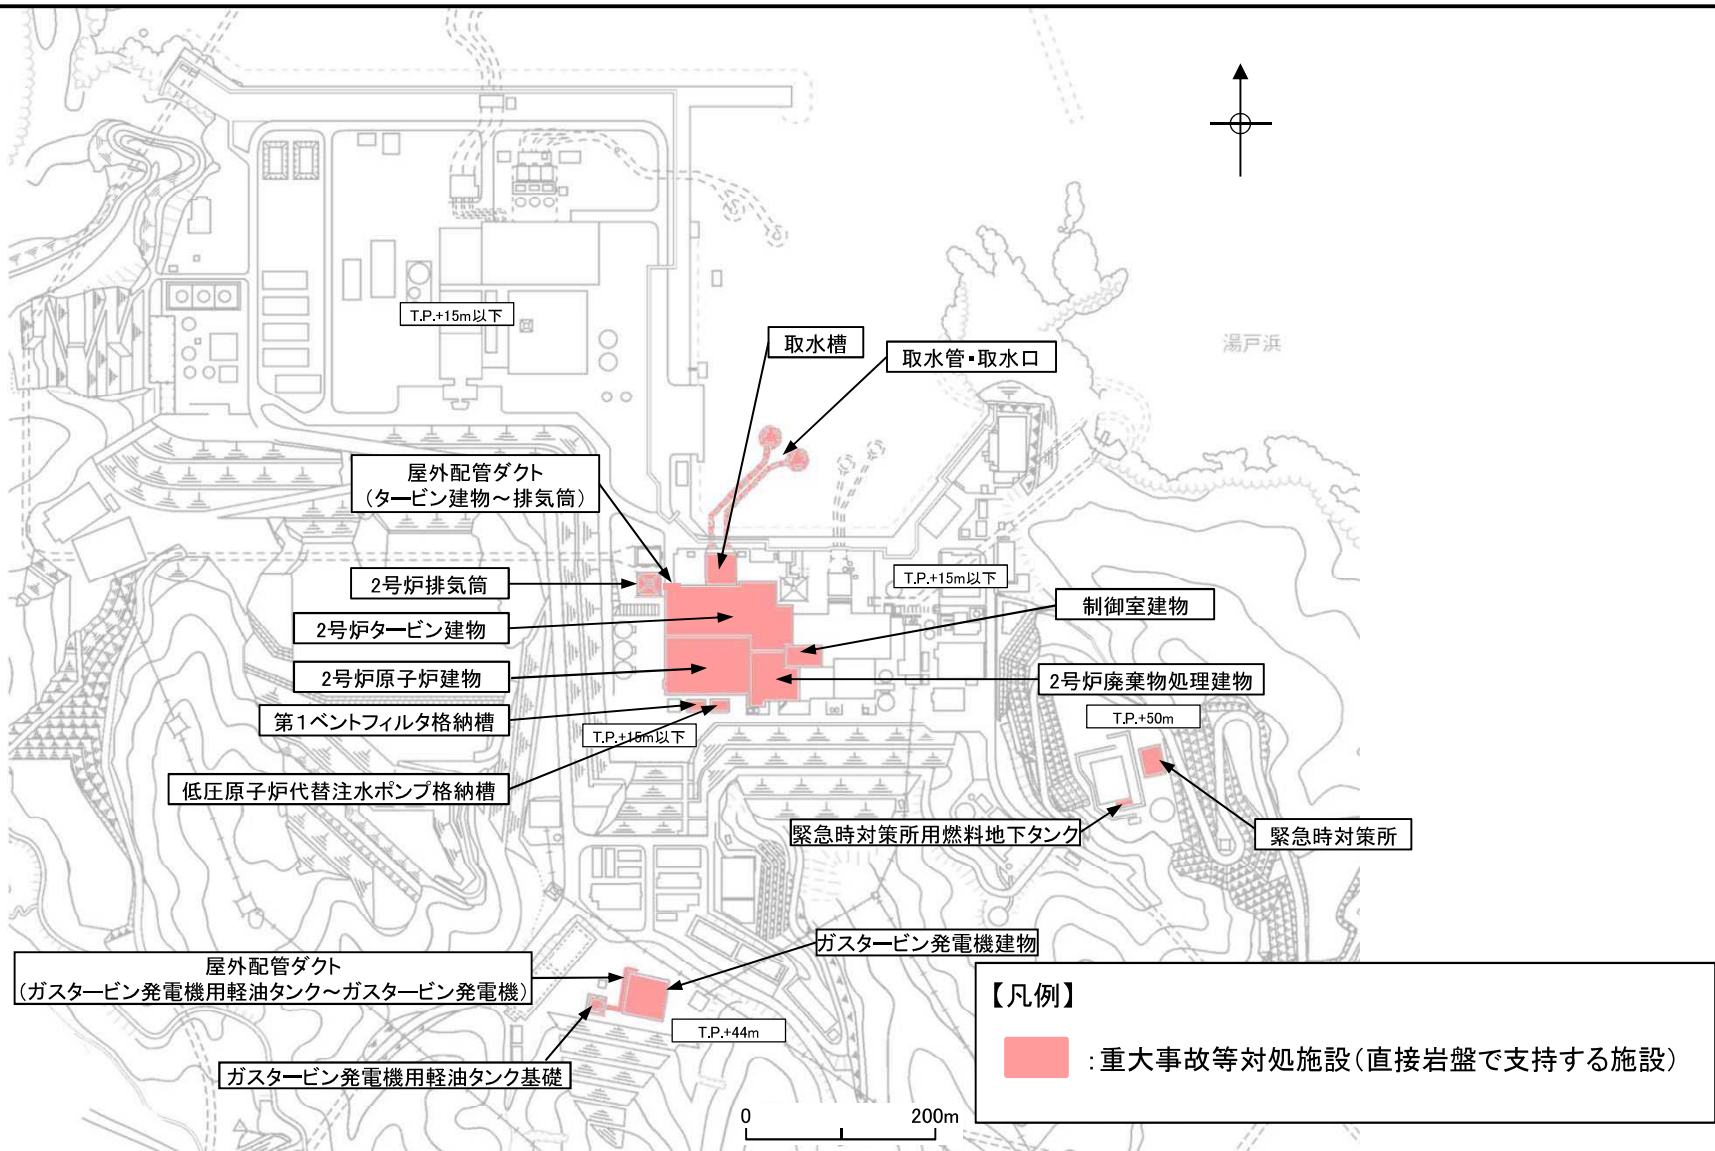 T.P.+15m以下
取水槽
取水管・取水口
湯戸浜
屋外配管ダクト
（タービン建物～排気筒）
2号炉排気筒
T.P.+15m以下
制御室建物
2号炉タービン建物
2号炉原子炉建物
2号炉廃棄物処理建物
第1ベントフィルタ格納槽
T.P.+15m以下
T.P.+50m
低圧原子炉代替注水ポンプ格納槽
緊急時対策所用燃料地下タンク
緊急時対策所
ガスタービン発電機建物
屋外配管ダクト
（ガスタービン発電機用軽油タンク～ガスタービン発電機）
T.P.+44m
ガスタービン発電機用軽油タンク基礎
【凡例】
：重大事故等対処施設（直接岩盤で支持する施設）
0 200m